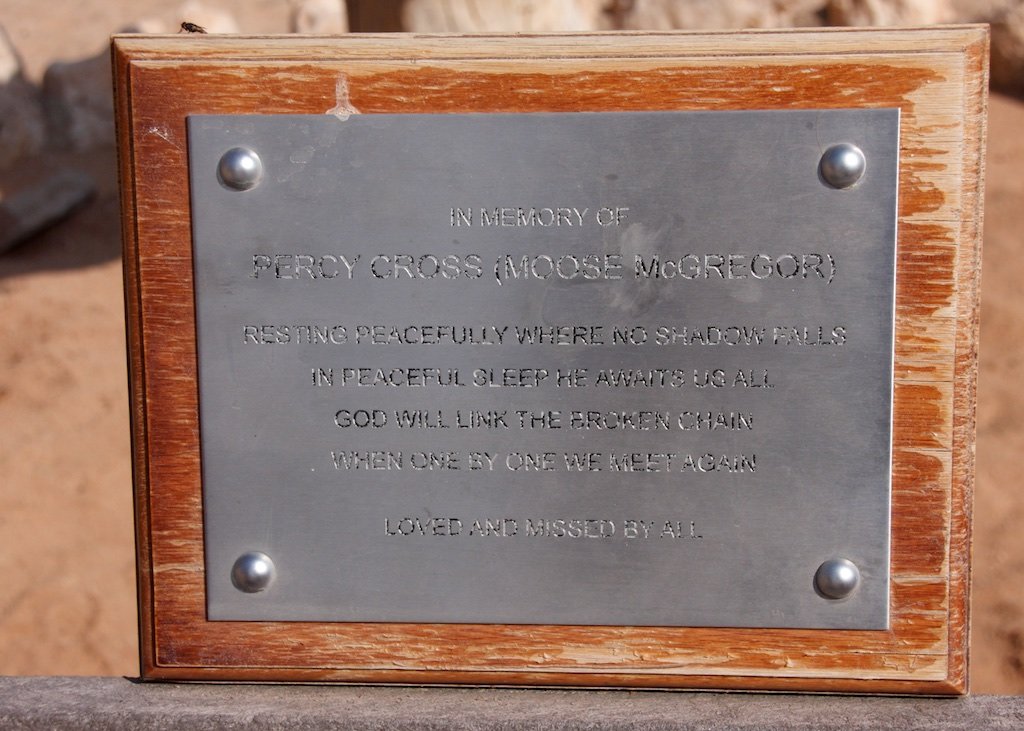 IN MEMORY OF
PERCY CROSS (MOOSE McGREGOR)
RESTING PEACEFULLY WHERE NO SHADOW FALLS
IN PEACEFUL SLEEP HE AWAITS US ALL
GOD WILL LINK THE BROKEN CHAIN
WHEN ONE BY ONE WE MEET AGAIN
LOVED AND MISSED BY ALL